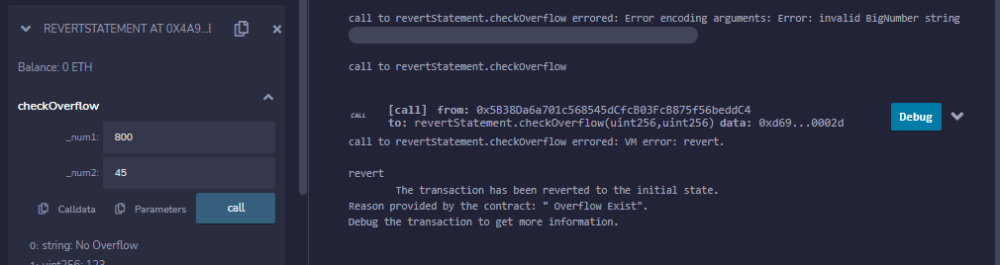 REVERTSTATEMENT AT 0X4A9...E
Balance: 0 ETH
checkOverflow
_num1: 800
_num2: 45
Calldata Parameters call
0: string: No Overflow
1: uint256: 123
call to revertStatement.checkOverflow errored: Error encoding arguments: Error: invalid BigNumber string
call to revertStatement.checkOverflow
CALL [call] from: 0x5B38Da6a701c568545dCfcB03FcB875f56beddC4
to: revertStatement.checkOverflow(uint256,uint256) data: 0xd69...0002d
Debug
call to revertStatement.checkOverflow errored: VM error: revert.
revert
The transaction has been reverted to the initial state.
Reason provided by the contract: " Overflow Exist".
Debug the transaction to get more information.